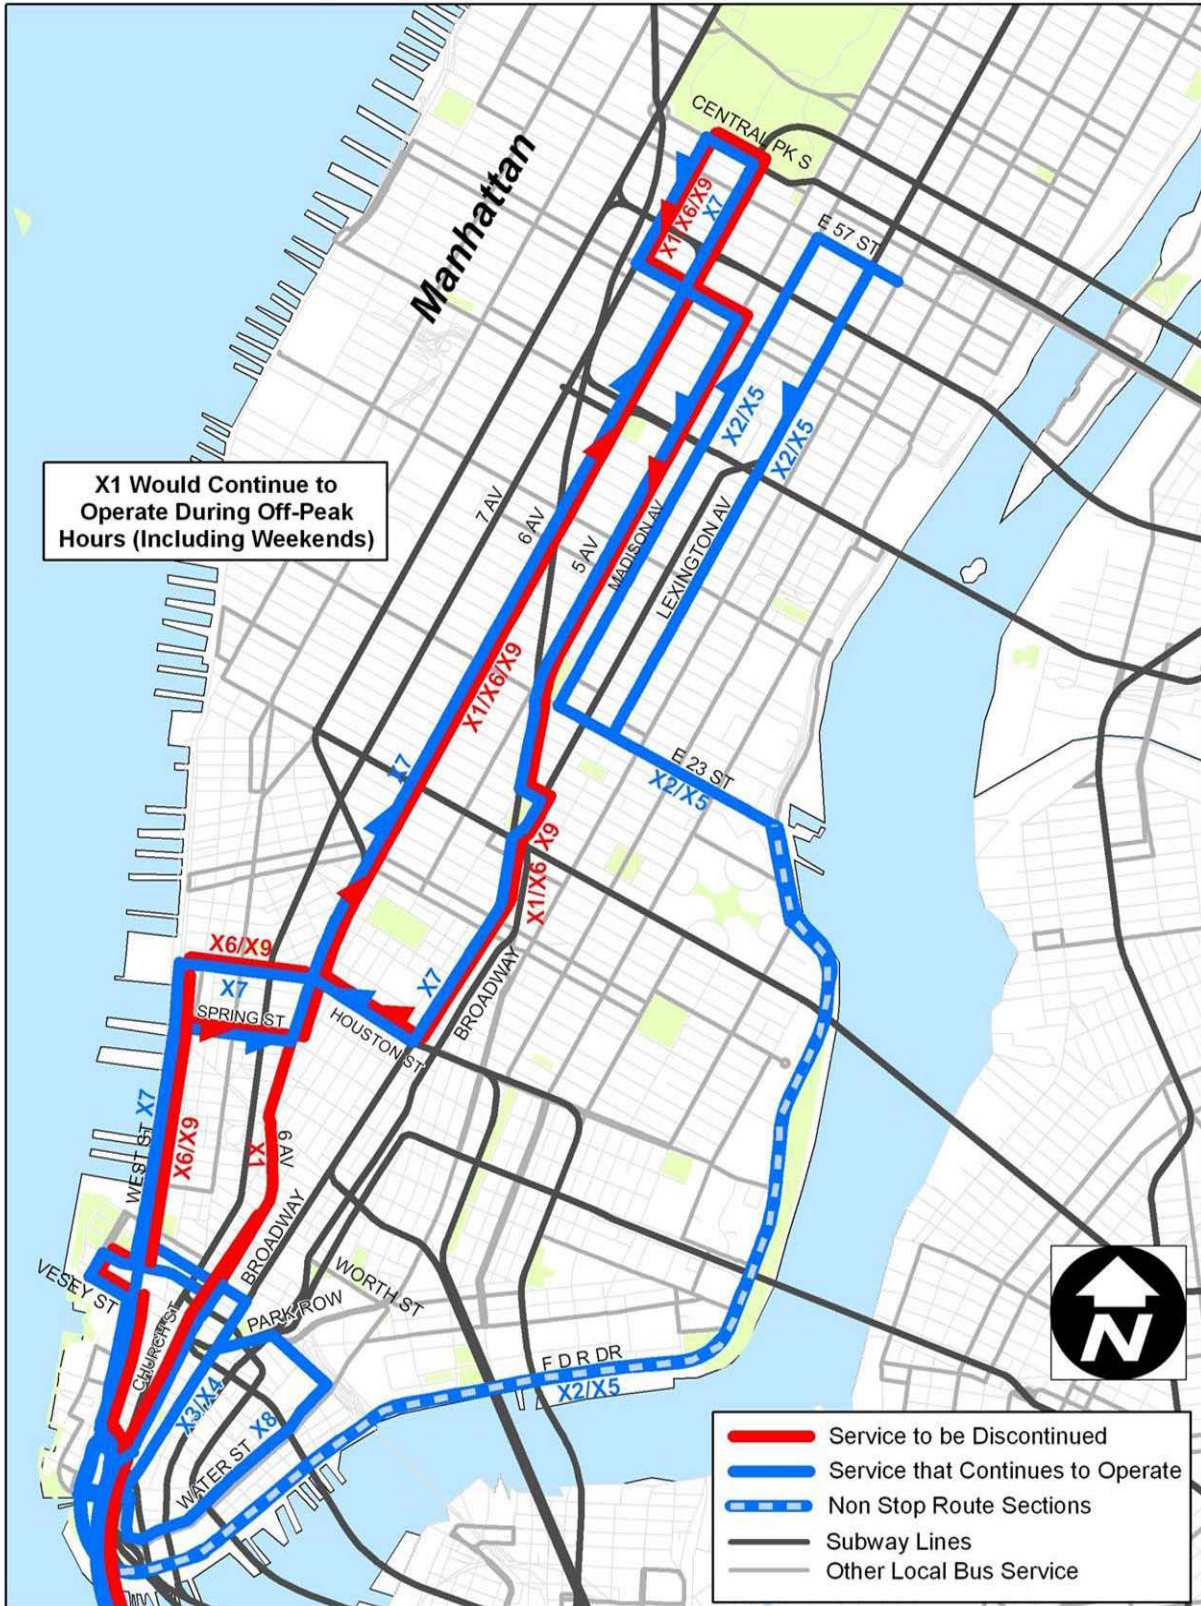 CENTRAL PK S
Manhattan
X1/X6/X9
X7
E 57 ST
X2/X5
X2/X5
X1 Would Continue to
Operate During Off-Peak
Hours (Including Weekends)
7 AV
6 AV
5 AV
MADISON AV
LEXINGTON AV
X1/X6/X9
X7
E 23 ST
X2/X5
X1/X6 X9
X6/X9
X7
X7
SPRING ST
HOUSTON ST
BROADWAY
X7
WEST ST
X6/X9
X1
6 AV
BROADWAY
VESEY ST
WORTH ST
PARK ROW
CHURCH ST
F D R DR
X2/X5
X3/X4
X8
WATER ST
N
Service to be Discontinued
Service that Continues to Operate
Non Stop Route Sections
Subway Lines
Other Local Bus Service